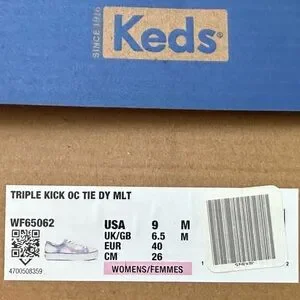 SINCE 1916
Keds
TRIPLE KICK OC TIE DY MLT
WF65062
USA 9 M
UK/GB 6.5 M
EUR 40
CM 26
4700508359
WOMENS/FEMMES